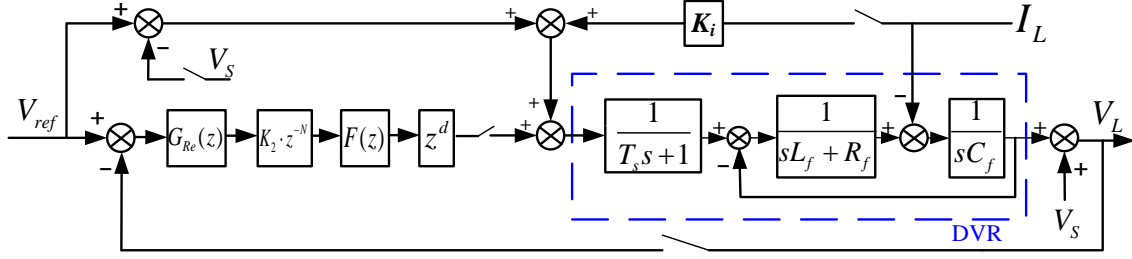 + + + K_i I_L
- V_S
V_ref + - + + - V_L
G_Re(z) K_2 · z^{-N} F(z) z^d + 1/(T_s s+1) + - 1/(sL_f + R_f) + 1/(sC_f) + +
V_S
DVR
-